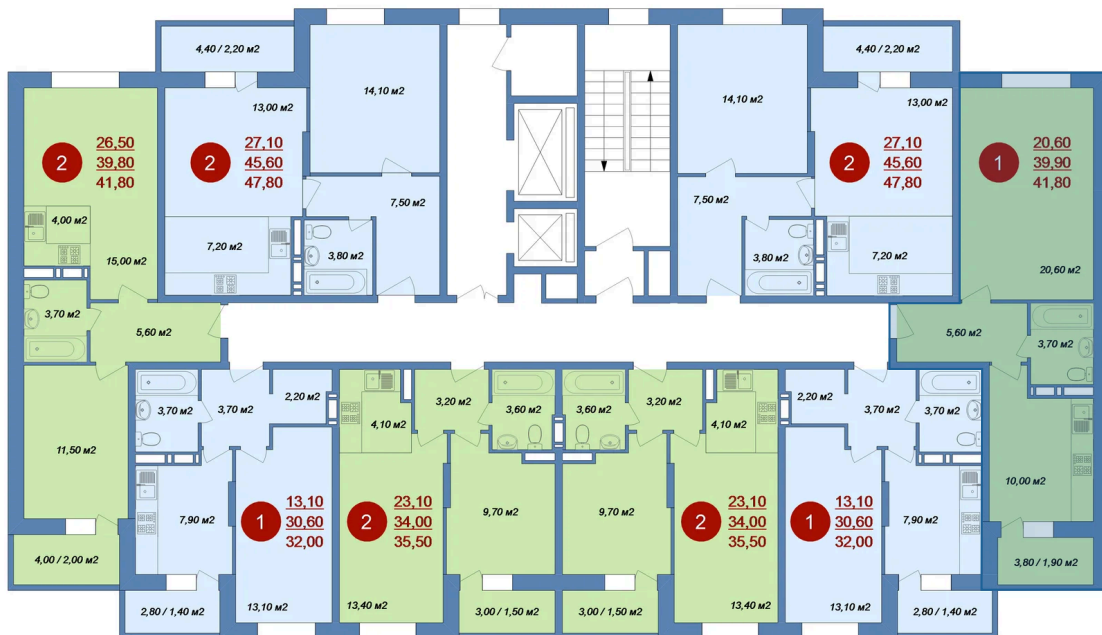 4,40 / 2,20 м2
14,10 м2
13,00 м2
2
27,10
45,60
47,80
7,50 м2
7,20 м2
3,80 м2
2
26,50
39,80
41,80
4,00 м2
15,00 м2
3,70 м2
5,60 м2
11,50 м2
4,00 / 2,00 м2
14,10 м2
4,40 / 2,20 м2
13,00 м2
2
27,10
45,60
47,80
7,50 м2
3,80 м2
7,20 м2
1
20,60
39,90
41,80
20,60 м2
5,60 м2
3,70 м2
10,00 м2
3,80 / 1,90 м2
3,70 м2
3,70 м2
2,20 м2
7,90 м2
1
13,10
30,60
32,00
13,10 м2
2,80 / 1,40 м2
3,20 м2
3,60 м2
4,10 м2
2
23,10
34,00
35,50
9,70 м2
13,40 м2
3,00 / 1,50 м2
3,60 м2
3,20 м2
4,10 м2
9,70 м2
2
23,10
34,00
35,50
13,40 м2
3,00 / 1,50 м2
2,20 м2
3,70 м2
3,70 м2
1
13,10
30,60
32,00
7,90 м2
13,10 м2
2,80 / 1,40 м2